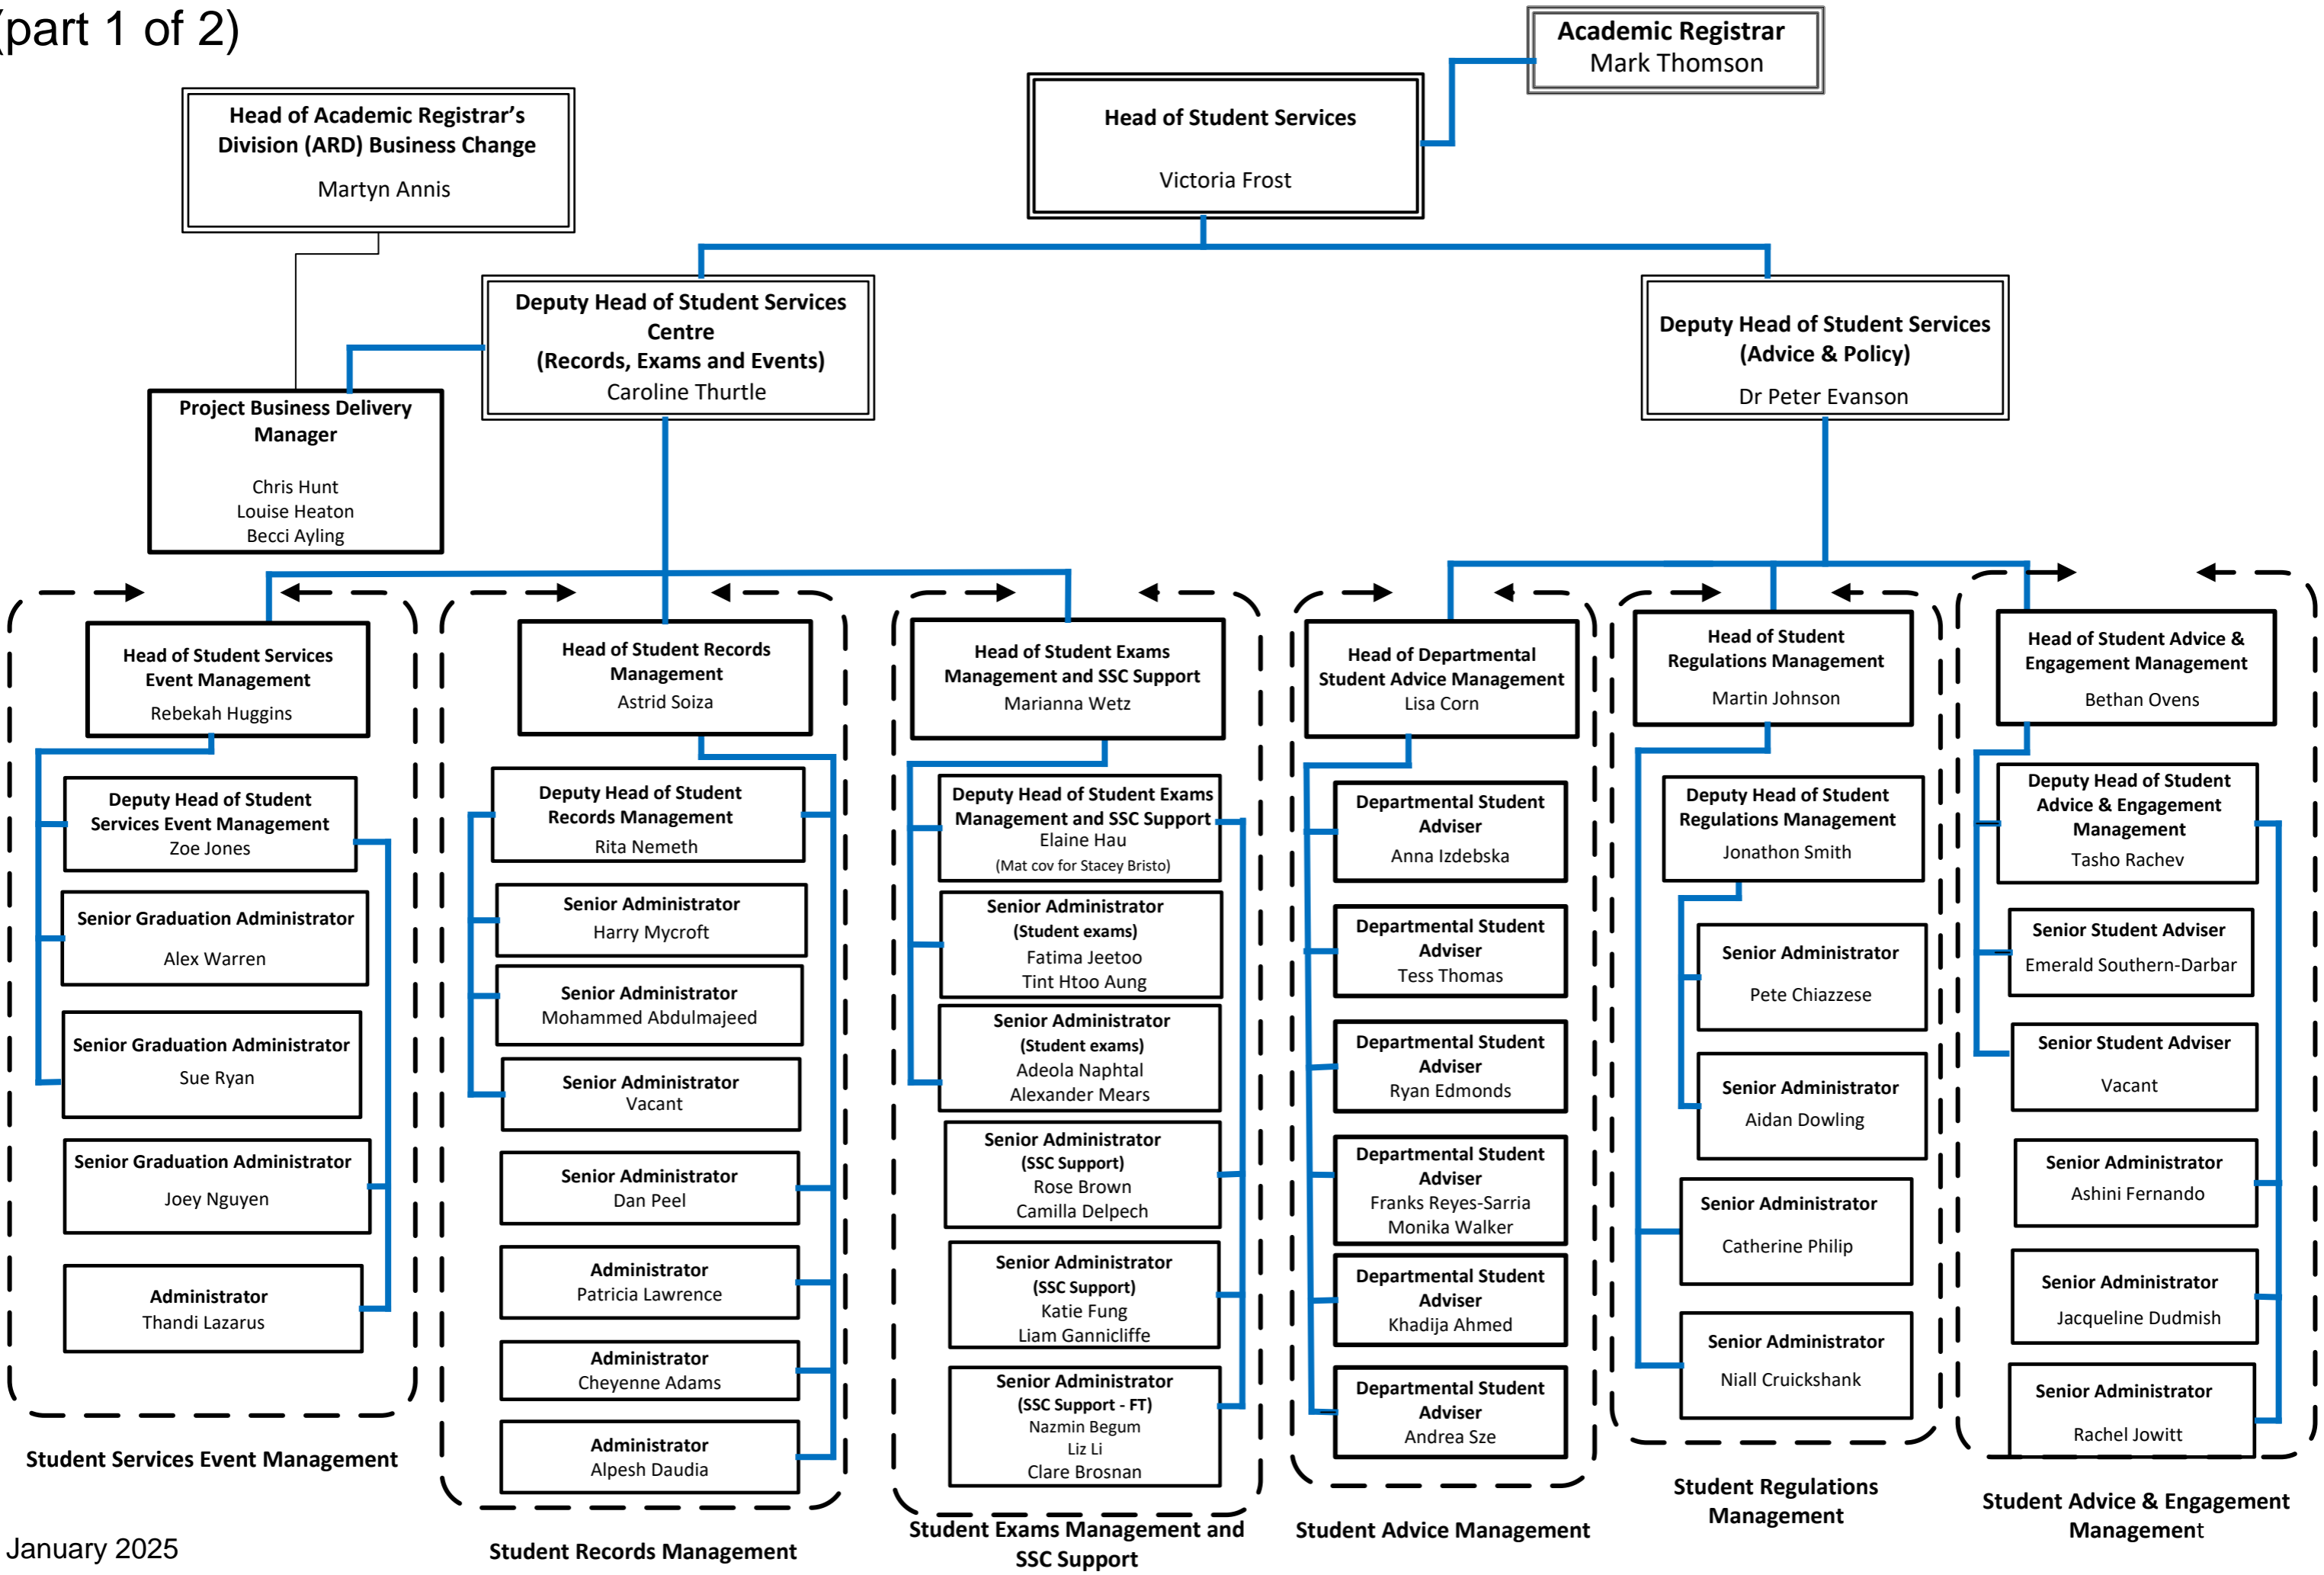 (part 1 of 2)
Academic Registrar
Mark Thomson
Head of Academic Registrar’s
Division (ARD) Business Change
Martyn Annis
Head of Student Services
Victoria Frost
Deputy Head of Student Services
Centre
(Records, Exams and Events)
Caroline Thurtle
Deputy Head of Student Services
(Advice & Policy)
Dr Peter Evanson
Project Business Delivery
Manager
Chris Hunt
Louise Heaton
Becci Ayling
Head of Student Services
Event Management
Rebekah Huggins
Deputy Head of Student
Services Event Management
Zoe Jones
Senior Graduation Administrator
Alex Warren
Senior Graduation Administrator
Sue Ryan
Senior Graduation Administrator
Joey Nguyen
Administrator
Thandi Lazarus
Student Services Event Management
Head of Student Records
Management
Astrid Soiza
Deputy Head of Student
Records Management
Rita Nemeth
Senior Administrator
Harry Mycroft
Senior Administrator
Mohammed Abdulmajeed
Senior Administrator
Vacant
Senior Administrator
Dan Peel
Administrator
Patricia Lawrence
Administrator
Cheyenne Adams
Administrator
Alpesh Daudia
Student Records Management
Head of Student Exams
Management and SSC Support
Marianna Wetz
Deputy Head of Student Exams
Management and SSC Support
Elaine Hau
(Mat cov for Stacey Bristo)
Senior Administrator
(Student exams)
Fatima Jeetoo
Tint Htoo Aung
Senior Administrator
(Student exams)
Adeola Naphtal
Alexander Mears
Senior Administrator
(SSC Support)
Rose Brown
Camilla Delpech
Senior Administrator
(SSC Support)
Katie Fung
Liam Gannicliffe
Senior Administrator
(SSC Support - FT)
Nazmin Begum
Liz Li
Clare Brosnan
Student Exams Management and
SSC Support
Head of Departmental
Student Advice Management
Lisa Corn
Departmental Student
Adviser
Anna Izdebska
Departmental Student
Adviser
Tess Thomas
Departmental Student
Adviser
Ryan Edmonds
Departmental Student
Adviser
Franks Reyes-Sarria
Monika Walker
Departmental Student
Adviser
Khadija Ahmed
Departmental Student
Adviser
Andrea Sze
Student Advice Management
Head of Student
Regulations Management
Martin Johnson
Deputy Head of Student
Regulations Management
Jonathon Smith
Senior Administrator
Pete Chiazzese
Senior Administrator
Aidan Dowling
Senior Administrator
Catherine Philip
Senior Administrator
Niall Cruickshank
Student Regulations
Management
Head of Student Advice &
Engagement Management
Bethan Ovens
Deputy Head of Student
Advice & Engagement
Management
Tasho Rachev
Senior Student Adviser
Emerald Southern-Darbar
Senior Student Adviser
Vacant
Senior Administrator
Ashini Fernando
Senior Administrator
Jacqueline Dudmish
Senior Administrator
Rachel Jowitt
Student Advice & Engagement
Management
January 2025